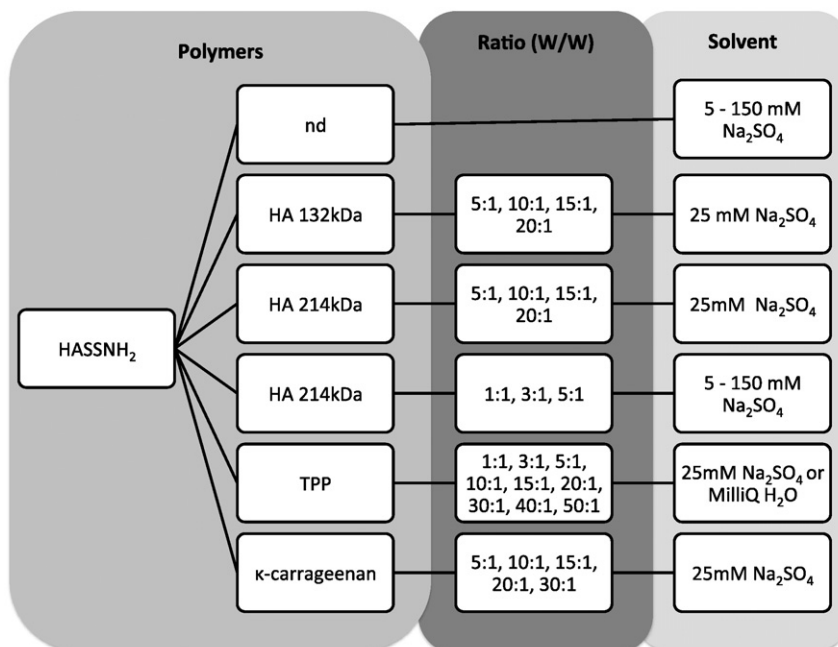 Polymers
Ratio (W/W)
Solvent
HASSNH₂
nd
5 - 150 mM
Na₂SO₄
HA 132kDa
5:1, 10:1, 15:1,
20:1
25 mM Na₂SO₄
HA 214kDa
5:1, 10:1, 15:1,
20:1
25mM Na₂SO₄
HA 214kDa
1:1, 3:1, 5:1
5 - 150 mM
Na₂SO₄
TPP
1:1, 3:1, 5:1,
10:1, 15:1, 20:1,
30:1, 40:1, 50:1
25mM Na₂SO₄ or
MilliQ H₂O
κ-carrageenan
5:1, 10:1, 15:1,
20:1, 30:1
25mM Na₂SO₄